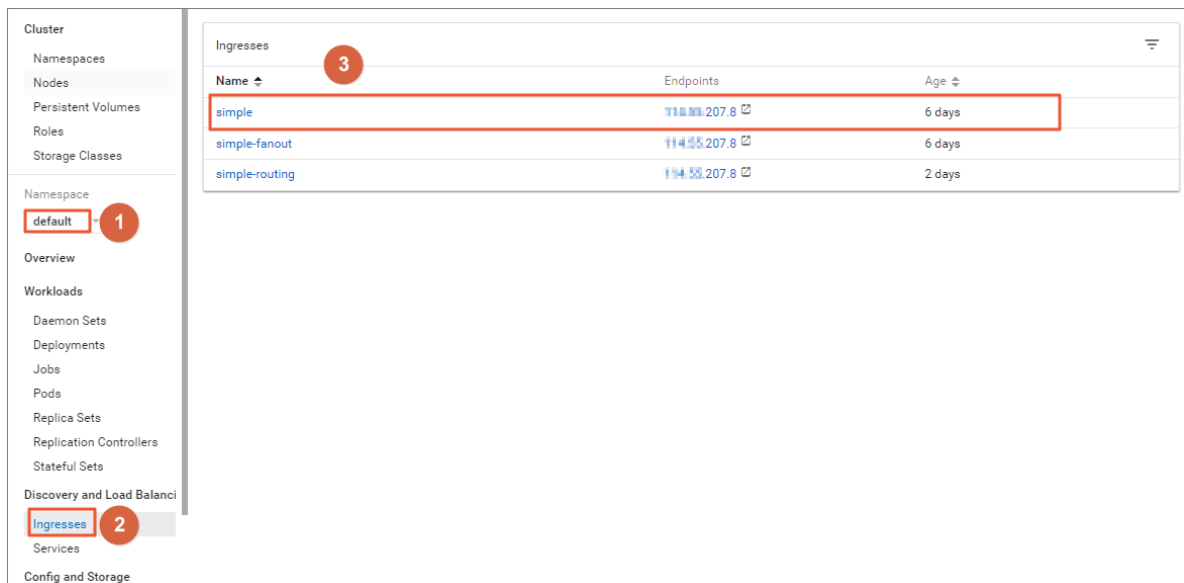 Cluster
Namespaces
Nodes
Persistent Volumes
Roles
Storage Classes
Namespace
default
1
Overview
Workloads
Daemon Sets
Deployments
Jobs
Pods
Replica Sets
Replication Controllers
Stateful Sets
Discovery and Load Balanci
Ingresses
2
Services
Config and Storage
Ingresses
3
Name Endpoints Age
simple .207.8 6 days
simple-fanout .207.8 6 days
simple-routing .207.8 2 days